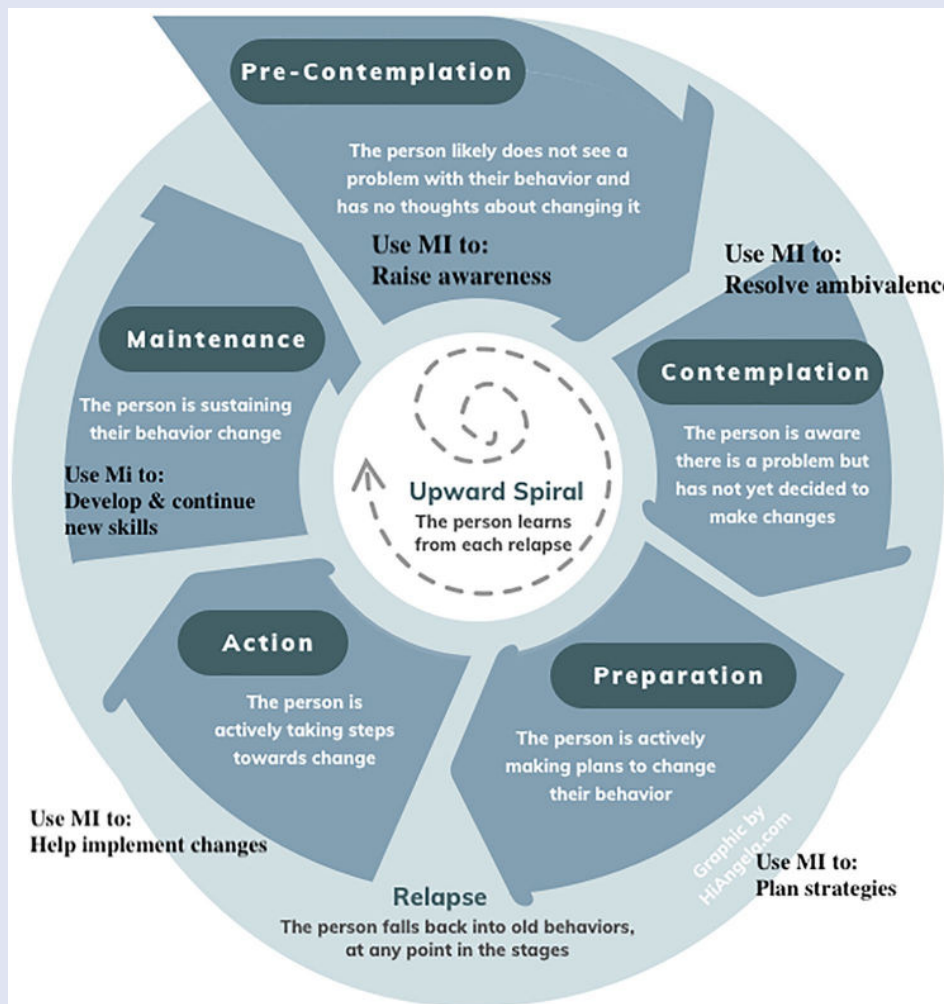 Pre-Contemplation
The person likely does not see a
problem with their behavior and
has no thoughts about changing it
Use MI to:
Raise awareness
Use MI to:
Resolve ambivalence
Contemplation
The person is aware
there is a problem but
has not yet decided to
make changes
Preparation
The person is actively
making plans to change
their behavior
Use MI to:
Plan strategies
Graphic by
HiAngela.com
Action
The person is
actively taking steps
towards change
Use MI to:
Help implement changes
Maintenance
The person is sustaining
their behavior change
Use Mi to:
Develop & continue
new skills
Upward Spiral
The person learns
from each relapse
Relapse
The person falls back into old behaviors,
at any point in the stages